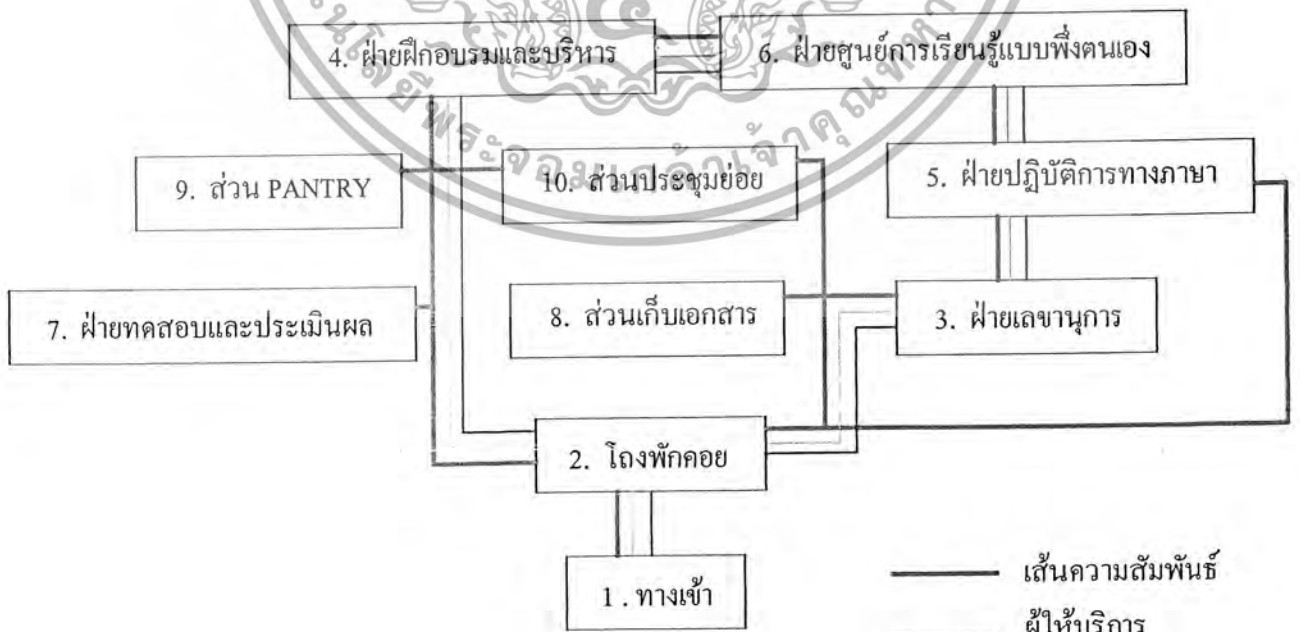 4. ฝ่ายฝึกอบรมและบริหาร
6. ฝ่ายศูนย์การเรียนรู้แบบพึ่งตนเอง
9. ส่วน PANTRY
10. ส่วนประชุมย่อย
5. ฝ่ายปฏิบัติการทางภาษา
7. ฝ่ายทดสอบและประเมินผล
8. ส่วนเก็บเอกสาร
3. ฝ่ายเลขานุการ
2. โถงพักคอย
1 . ทางเข้า
เส้นความสัมพันธ์
ผู้ให้บริการ